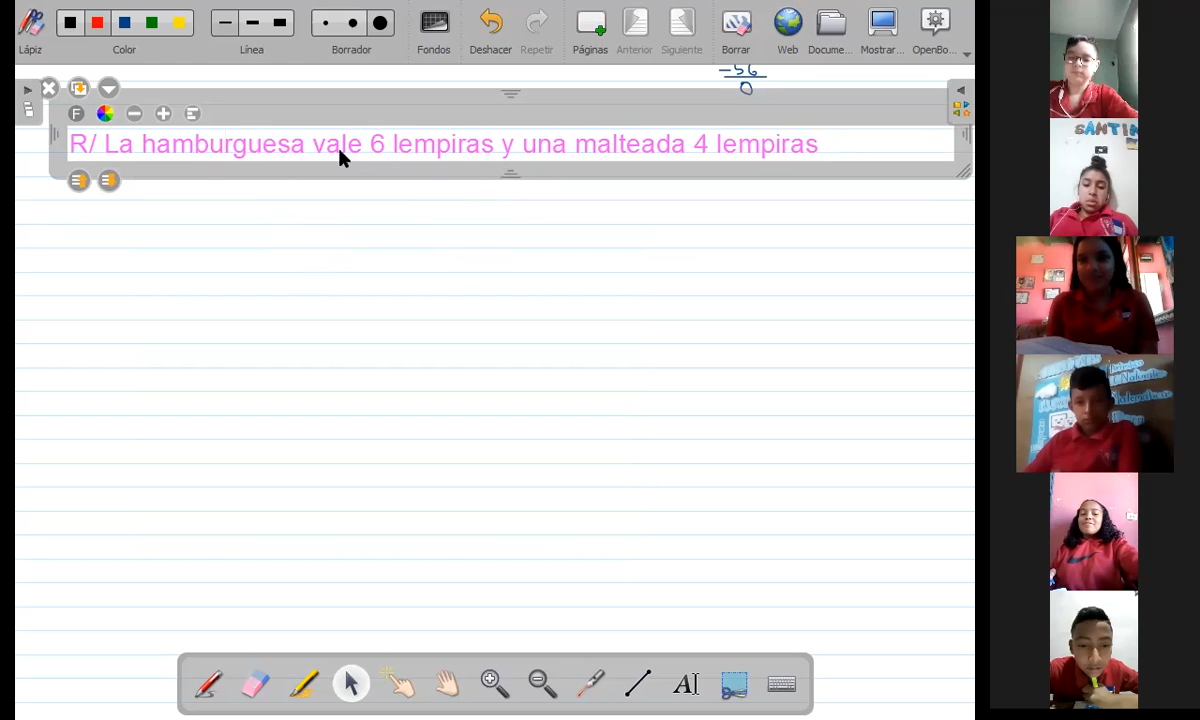 Lápiz
Color
Línea
Borrador
Fondos
Deshacer
Repetir
Páginas
Anterior
Siguiente
Borrar
Web
Docume...
Mostrar...
OpenBo...
-56
0
F
R/ La hamburguesa vale 6 lempiras y una malteada 4 lempiras
A
SANTIN